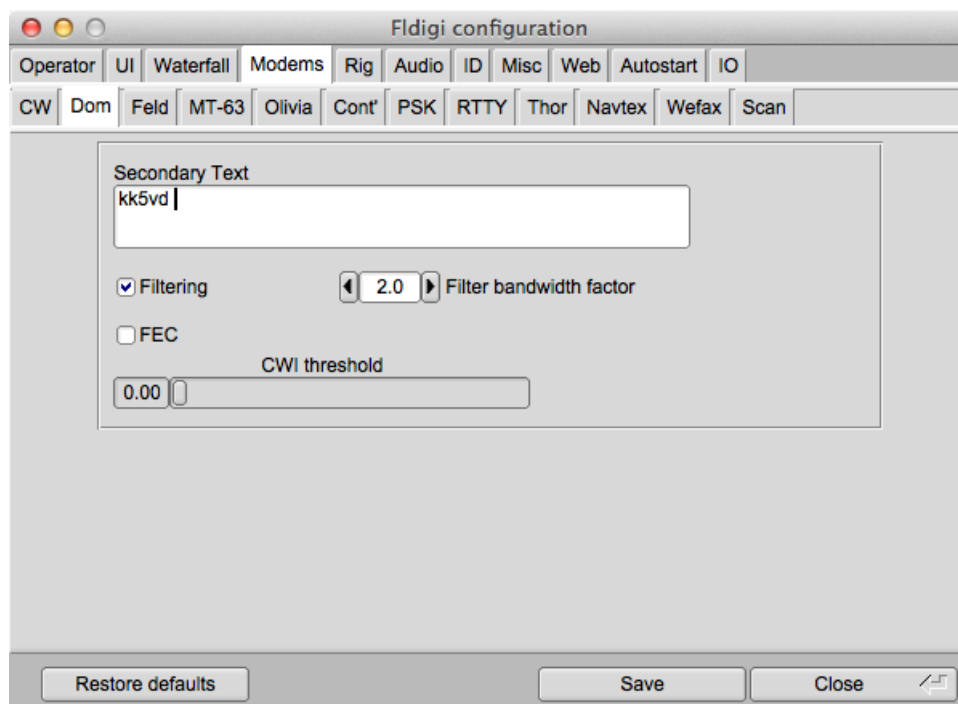 Fldigi configuration
Operator UI Waterfall Modems Rig Audio ID Misc Web Autostart IO
CW Dom Feld MT-63 Olivia Cont' PSK RTTY Thor Navtex Wefax Scan
Secondary Text
kk5vd
Filtering 2.0 Filter bandwidth factor
FEC
CWI threshold
0.00
Restore defaults Save Close